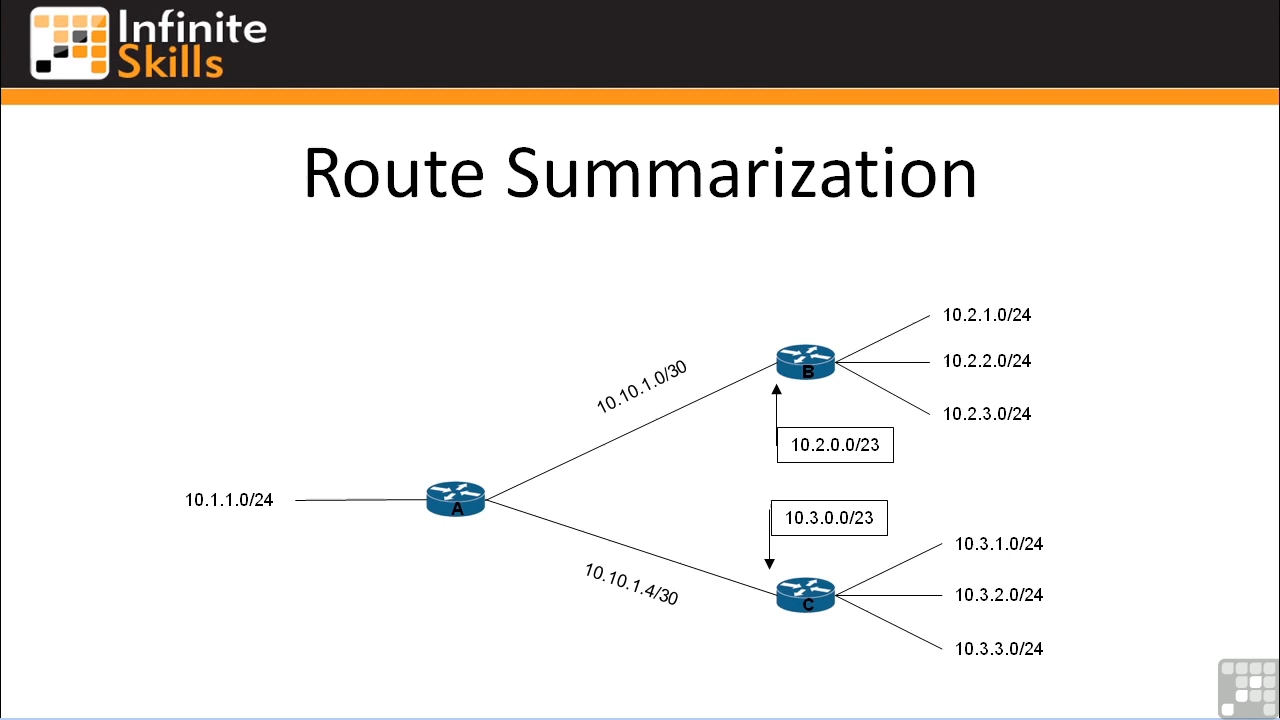 Infinite
Skills
Route Summarization
10.2.1.0/24
10.10.1.0/30
B
10.2.2.0/24
10.2.3.0/24
10.2.0.0/23
10.1.1.0/24
A
10.3.0.0/23
10.3.1.0/24
10.10.1.4/30
C
10.3.2.0/24
10.3.3.0/24